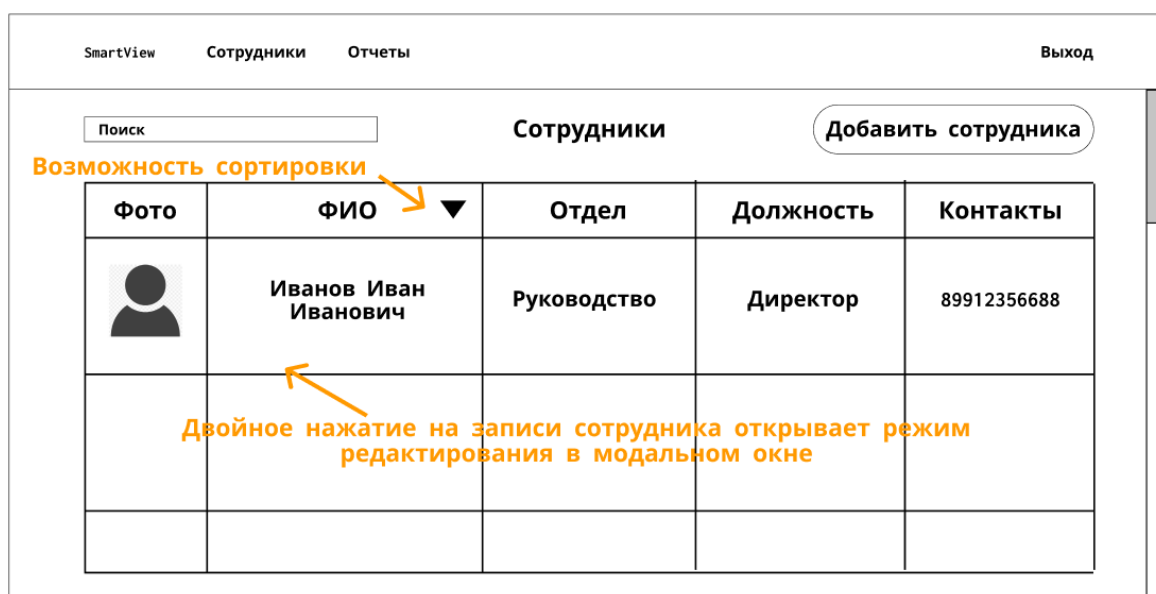 SmartView Сотрудники Отчеты Выход
Поиск Сотрудники Добавить сотрудника
Возможность сортировки
Фото ФИО Отдел Должность Контакты
Иванов Иван
Иванович
Руководство Директор 89912356688
Двойное нажатие на записи сотрудника открывает режим
редактирования в модальном окне